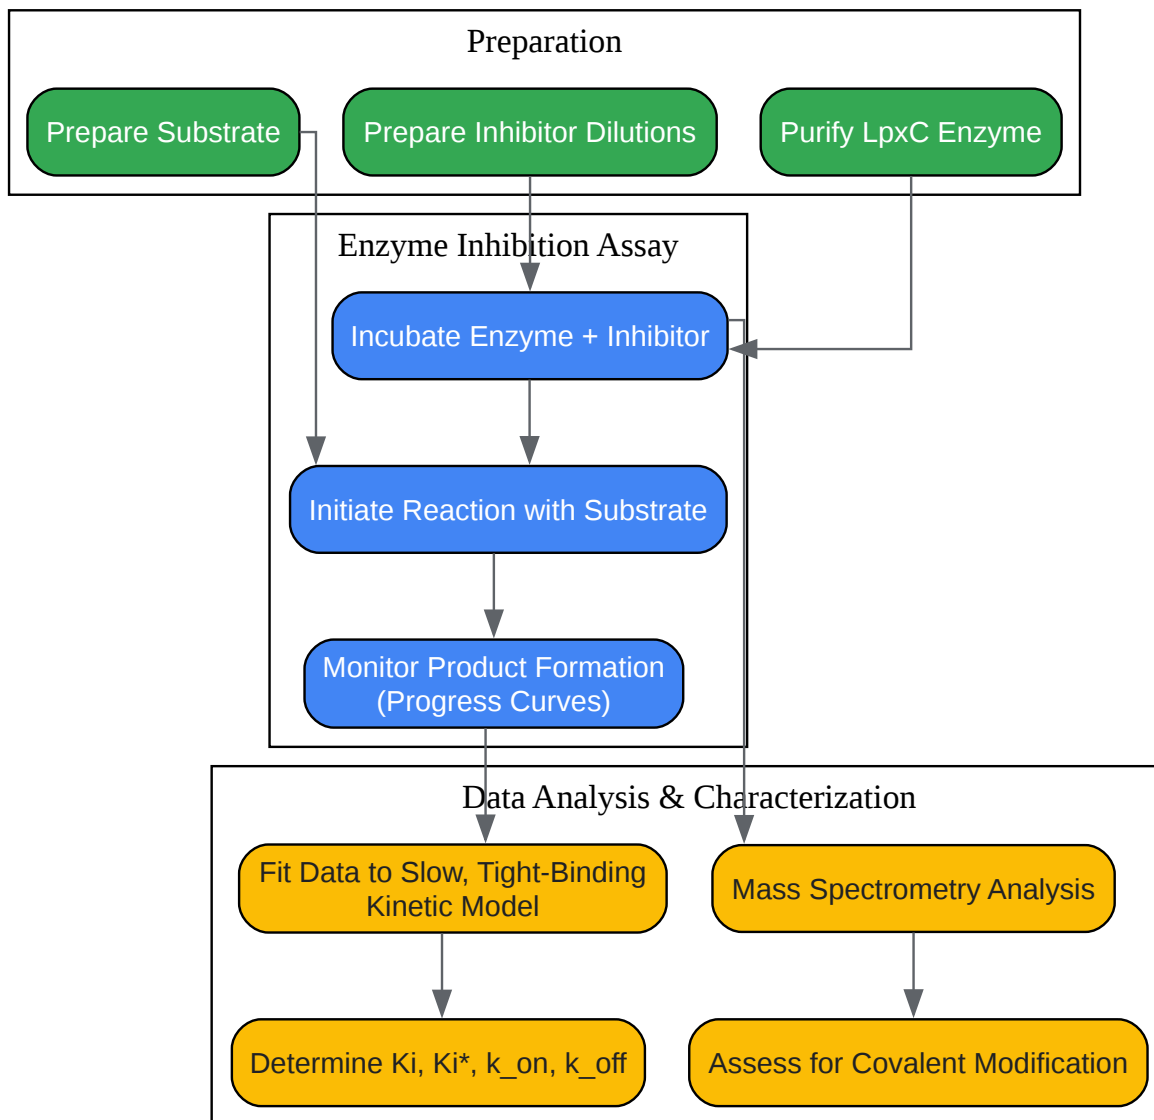 Preparation
Prepare Substrate
Prepare Inhibitor Dilutions
Purify LpxC Enzyme
Enzyme Inhibition Assay
Incubate Enzyme + Inhibitor
Initiate Reaction with Substrate
Monitor Product Formation
(Progress Curves)
Data Analysis & Characterization
Fit Data to Slow, Tight-Binding
Kinetic Model
Mass Spectrometry Analysis
Determine Ki, Ki*, k_on, k_off
Assess for Covalent Modification